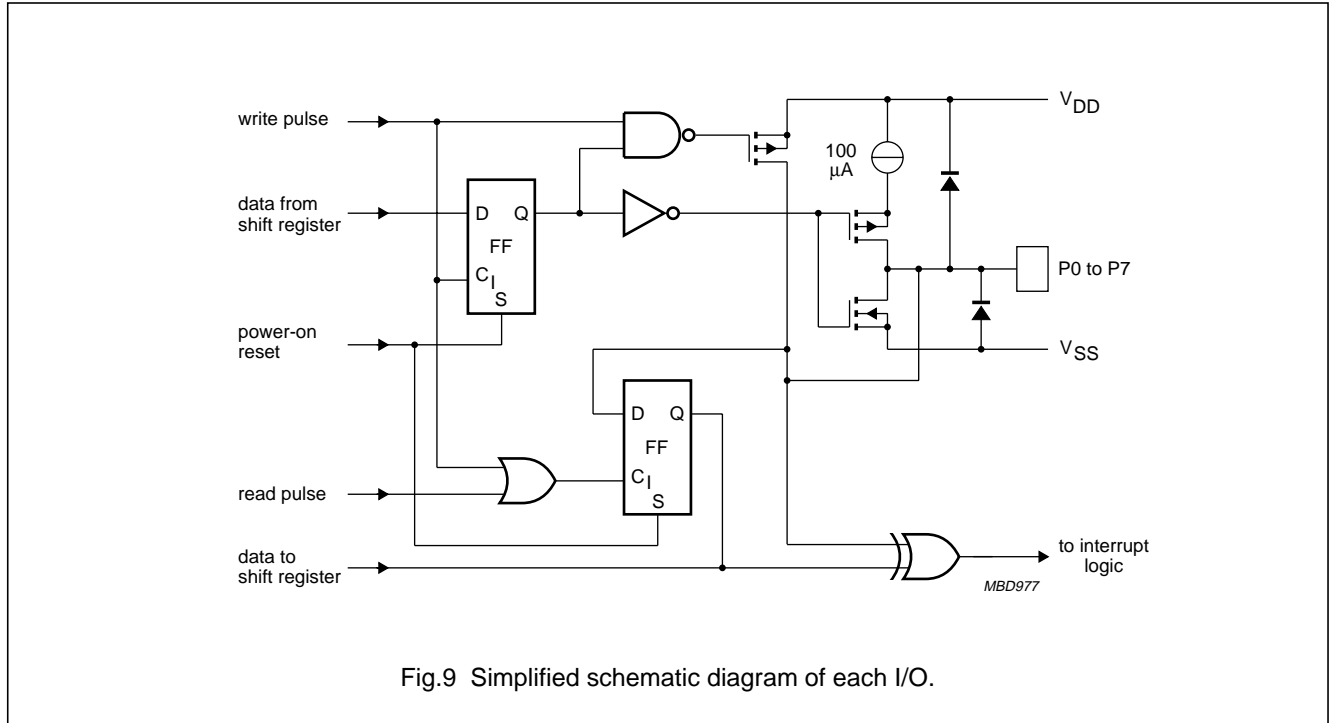 write pulse
data from
shift register
power-on
reset
read pulse
data to
shift register
D Q
FF
C I
S
D Q
FF
C I
S
100
μA
V DD
P0 to P7
V SS
to interrupt
logic
MBD977
Fig.9 Simplified schematic diagram of each I/O.